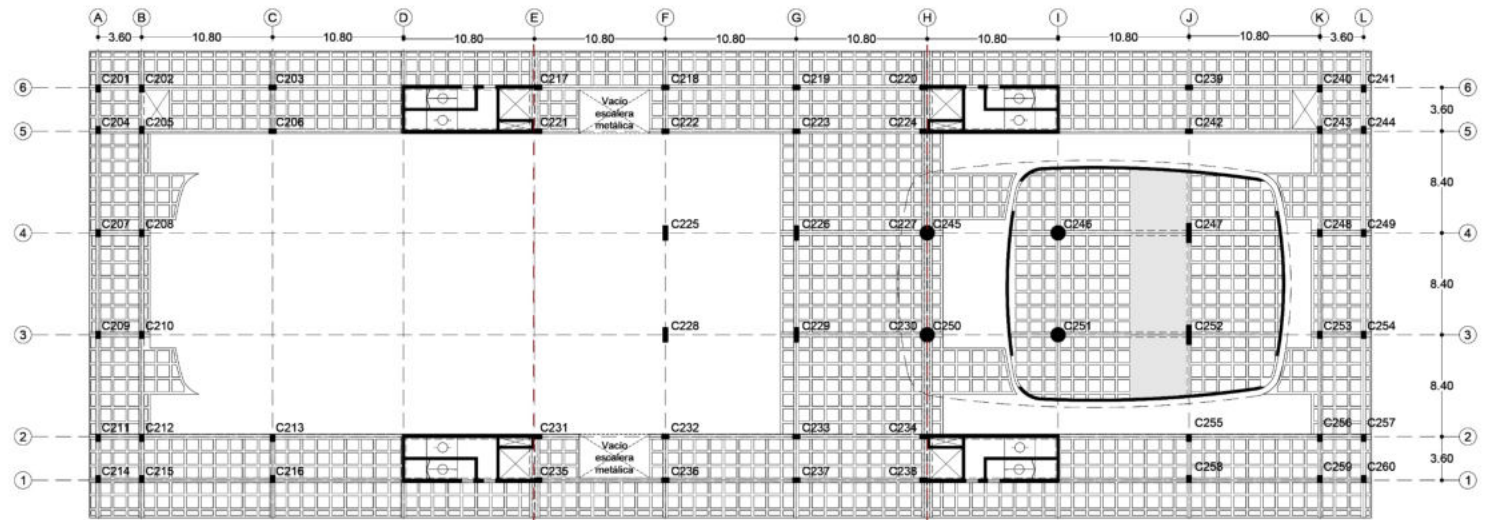 A B C D E F G H I J K L
3.60 10.80 10.80 10.80 10.80 10.80 10.80 10.80 10.80 10.80 3.60
C201 C202 C203 C217 C218 C219 C220 C239 C240 C241
6 6
Vacío
escalera
metálica
3.60
C204 C205 C206 C221 C222 C223 C224 C242 C243 C244
5 5
8.40
C207 C208 C225 C226 C227 C245 C246 C247 C248 C249
4 4
8.40
C209 C210 C228 C229 C230 C250 C251 C252 C253 C254
3 3
8.40
C211 C212 C213 C231 C232 C233 C234 C255 C256 C257
2 2
Vacío
escalera
metálica
3.60
C214 C215 C216 C235 C236 C237 C238 C258 C259 C260
1 1